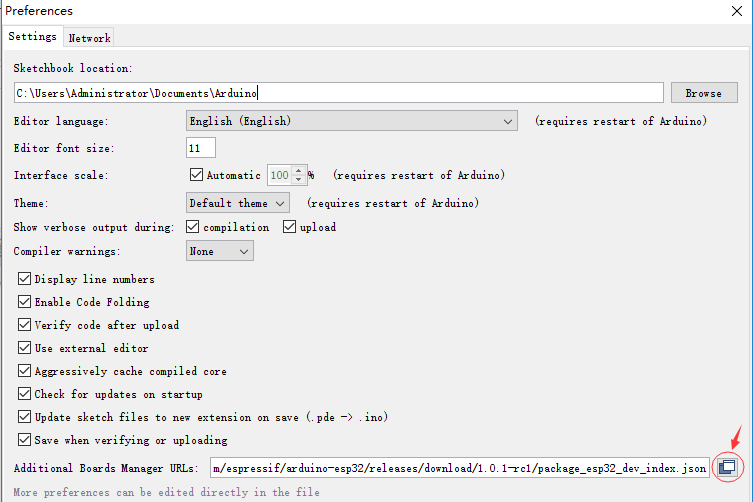 Preferences
Settings Network
Sketchbook location:
C:\Users\Administrator\Documents\Arduino Browse
Editor language: English (English) (requires restart of Arduino)
Editor font size: 11
Interface scale: Automatic 100 % (requires restart of Arduino)
Theme: Default theme (requires restart of Arduino)
Show verbose output during: compilation upload
Compiler warnings: None
Display line numbers
Enable Code Folding
Verify code after upload
Use external editor
Aggressively cache compiled core
Check for updates on startup
Update sketch files to new extension on save (.pde -> .ino)
Save when verifying or uploading
Additional Boards Manager URLs: m/espressif/arduino-esp32/releases/download/1.0.1-rc1/package_esp32_dev_index.json
More preferences can be edited directly in the file